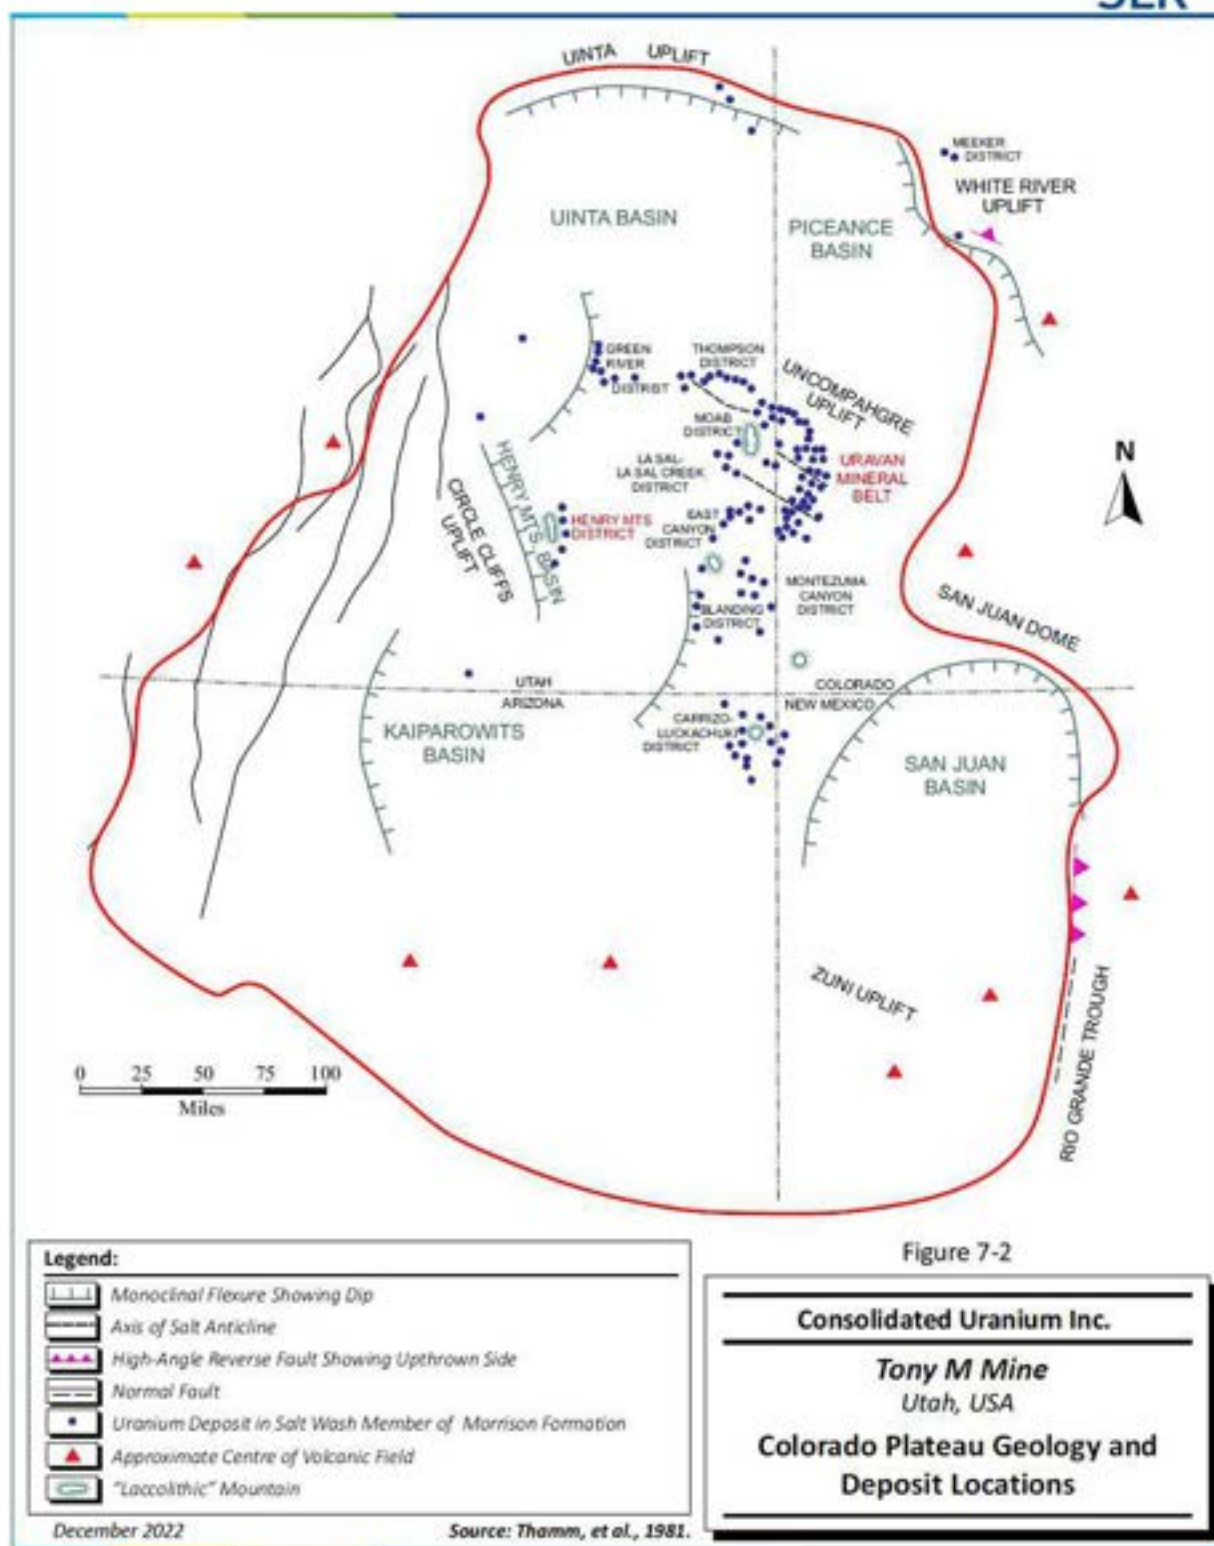 UINTA UPLIFT
MEEKER
DISTRICT
WHITE RIVER
UPLIFT
UINTA BASIN
PICEANCE
BASIN
GREEN
RIVER
DISTRIST
THOMPSON
DISTRICT
UNCOMPAHGRE
UPLIFT
MOAB
DISTRICT
LA SAL-
LA SAL CREEK
DISTRICT
URAVAN
MINERAL
BELT
N
HENRY MTS. BASIN
CIRCLE CLIFFS
UPLIFT
HENRY MTS
DISTRICT
EAST
CANYON
DISTRICT
MONTEZUMA
CANYON
DISTRICT
BLANDING
DISTRICT
SAN JUAN DOME
UTAH
ARIZONA
COLORADO
NEW MEXICO
KAIPAROWITS
BASIN
CARRIZO-
LUCKACHUKI
DISTRICT
SAN JUAN
BASIN
ZUNI UPLIFT
RIO GRANDE TROUGH
0 25 50 75 100
Miles
Figure 7-2
Legend:
Monoclinal Flexure Showing Dip
Axis of Salt Anticline
High-Angle Reverse Fault Showing Upthrown Side
Normal Fault
Uranium Deposit in Salt Wash Member of Morrison Formation
Approximate Centre of Volcanic Field
"Laccolithic" Mountain
Consolidated Uranium Inc.
Tony M Mine
Utah, USA
Colorado Plateau Geology and
Deposit Locations
December 2022
Source: Thamm, et al., 1981.